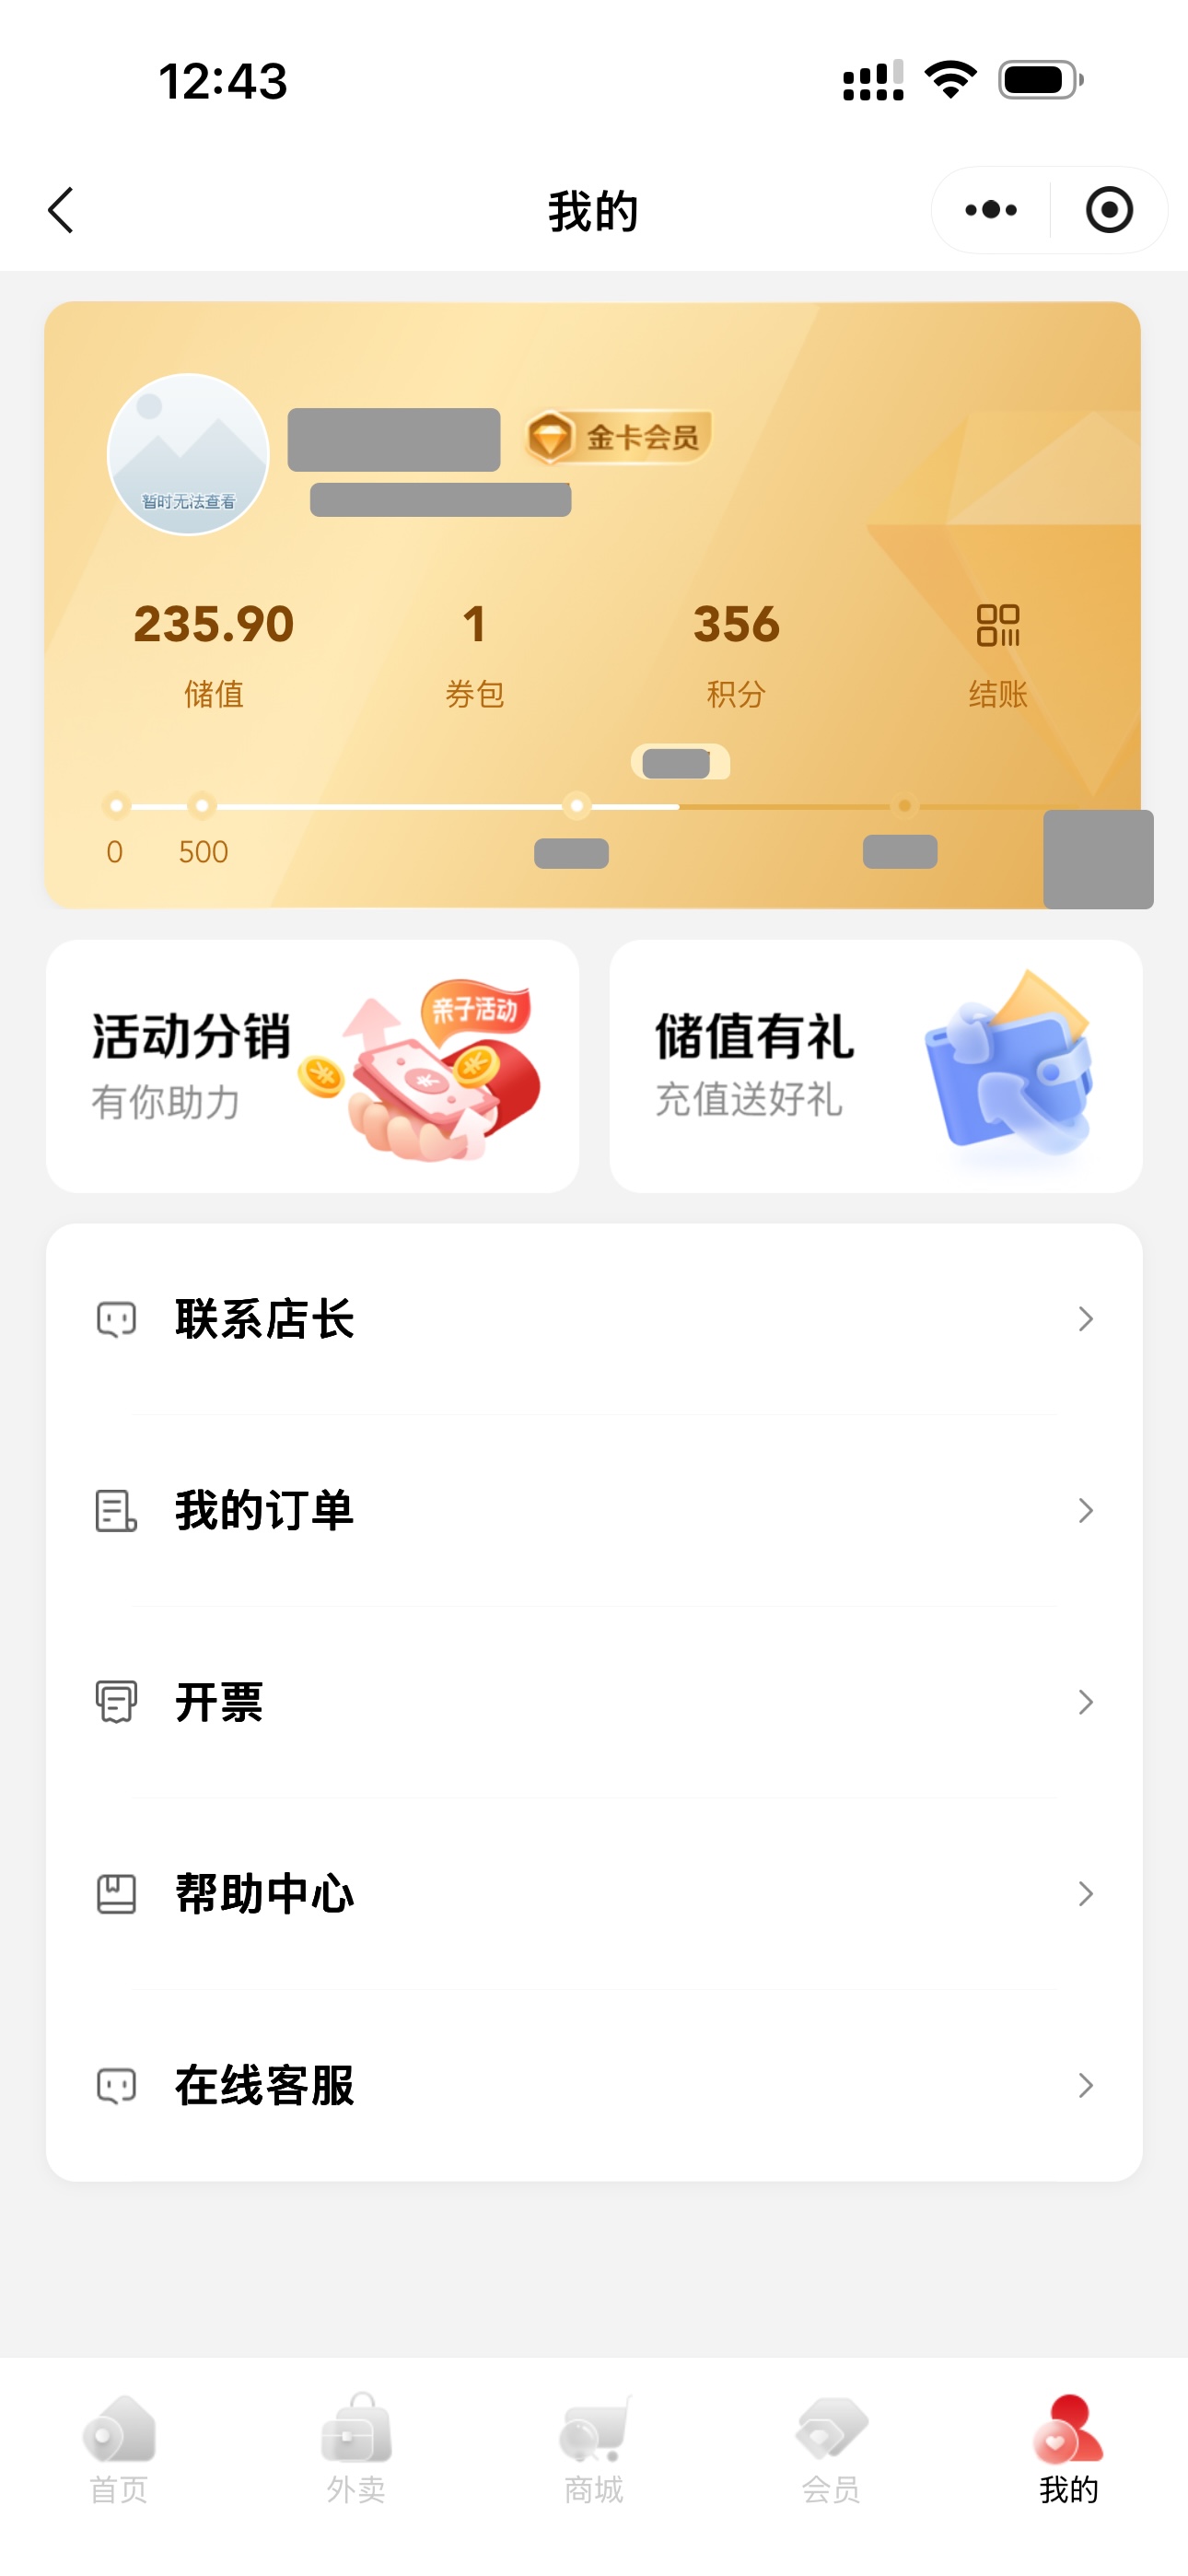 12:43
我的
暂时无法查看
金卡会员
235.90
1
356
储值
券包
积分
结账
0
500
活动分销
有你助力
亲子活动
储值有礼
充值送好礼
联系店长
我的订单
开票
帮助中心
在线客服
首页
外卖
商城
会员
我的